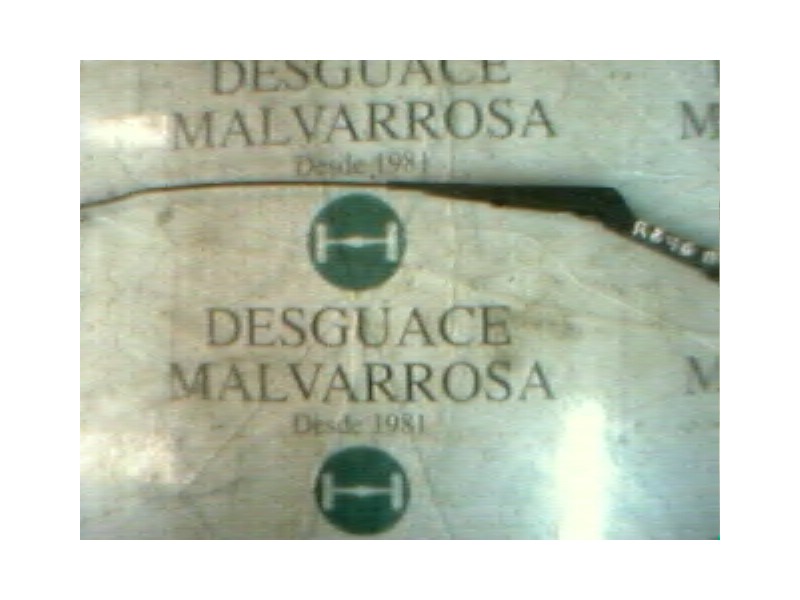 DESGUACE
MALVARROSA
Desde 1981
DESGUACE
MALVARROSA
Desde 1981
M
M